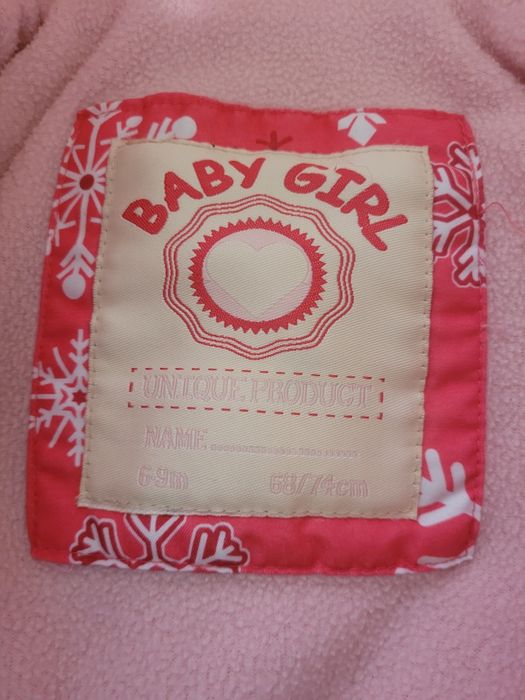 BABY GIRL
UNIQUE PRODUCT
NAME ........................
6-9m 68/74cm